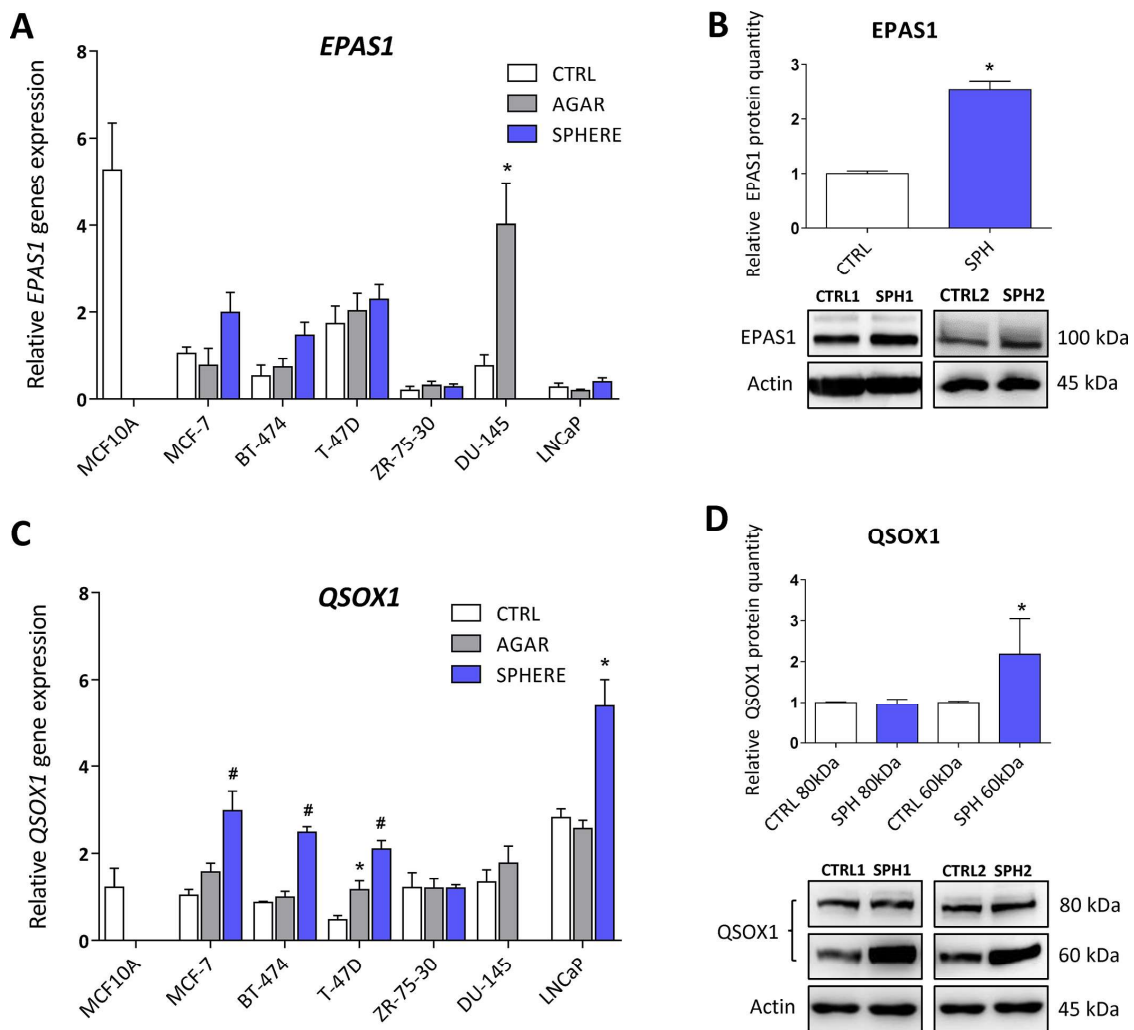 A
EPAS1
CTRL
AGAR
SPHERE
Relative EPAS1 genes expression
8
6
4
2
0
*
MCF10A
MCF-7
BT-474
T-47D
ZR-75-30
DU-145
LNCaP
B
EPAS1
Relative EPAS1 protein quantity
3
2
1
0
*
CTRL
SPH
CTRL1 SPH1 CTRL2 SPH2
EPAS1 100 kDa
Actin 45 kDa
C
QSOX1
CTRL
AGAR
SPHERE
Relative QSOX1 gene expression
8
6
4
2
0
# # * # *
MCF10A
MCF-7
BT-474
T-47D
ZR-75-30
DU-145
LNCaP
D
QSOX1
Relative QSOX1 protein quantity
4
3
2
1
0
*
CTRL 80kDa
SPH 80kDa
CTRL 60kDa
SPH 60kDa
CTRL1 SPH1 CTRL2 SPH2
80 kDa
QSOX1
60 kDa
Actin 45 kDa